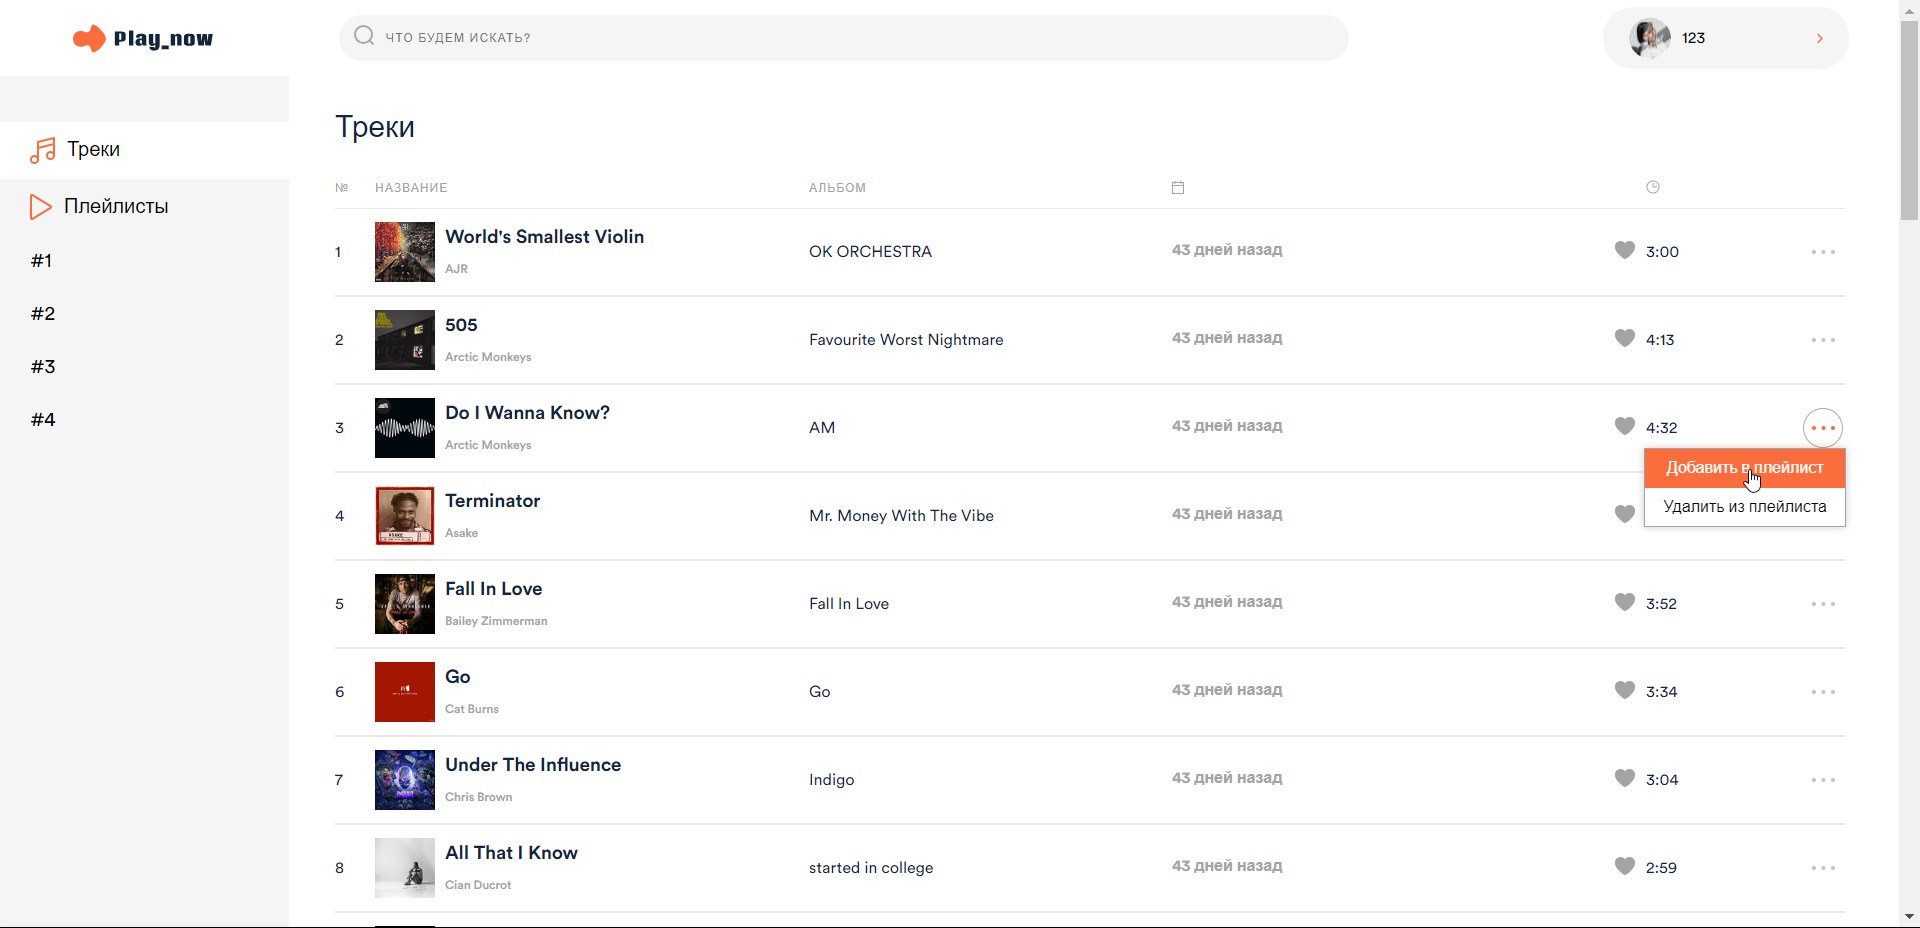 Play_now
ЧТО БУДЕМ ИСКАТЬ?
123
Треки
Плейлисты
#1
#2
#3
#4
Треки
№ НАЗВАНИЕ АЛЬБОМ
1 World's Smallest Violin OK ORCHESTRA 43 дней назад 3:00
AJR
2 505 Favourite Worst Nightmare 43 дней назад 4:13
Arctic Monkeys
3 Do I Wanna Know? AM 43 дней назад 4:32
Arctic Monkeys
Добавить в плейлист
Удалить из плейлиста
4 Terminator Mr. Money With The Vibe 43 дней назад
Asake
5 Fall In Love Fall In Love 43 дней назад 3:52
Bailey Zimmerman
6 Go Go 43 дней назад 3:34
Cat Burns
7 Under The Influence Indigo 43 дней назад 3:04
Chris Brown
8 All That I Know started in college 43 дней назад 2:59
Cian Ducrot